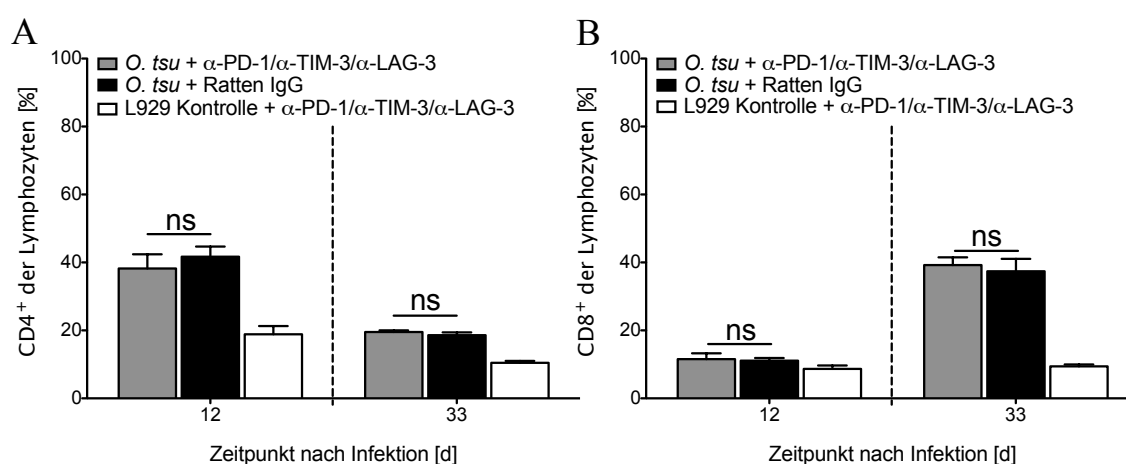 A
100
80
60
40
20
0
CD4+ der Lymphozyten [%]
O. tsu + α-PD-1/α-TIM-3/α-LAG-3
O. tsu + Ratten IgG
L929 Kontrolle + α-PD-1/α-TIM-3/α-LAG-3
ns
ns
12
33
Zeitpunkt nach Infektion [d]
B
100
80
60
40
20
0
CD8+ der Lymphozyten [%]
O. tsu + α-PD-1/α-TIM-3/α-LAG-3
O. tsu + Ratten IgG
L929 Kontrolle + α-PD-1/α-TIM-3/α-LAG-3
ns
ns
12
33
Zeitpunkt nach Infektion [d]